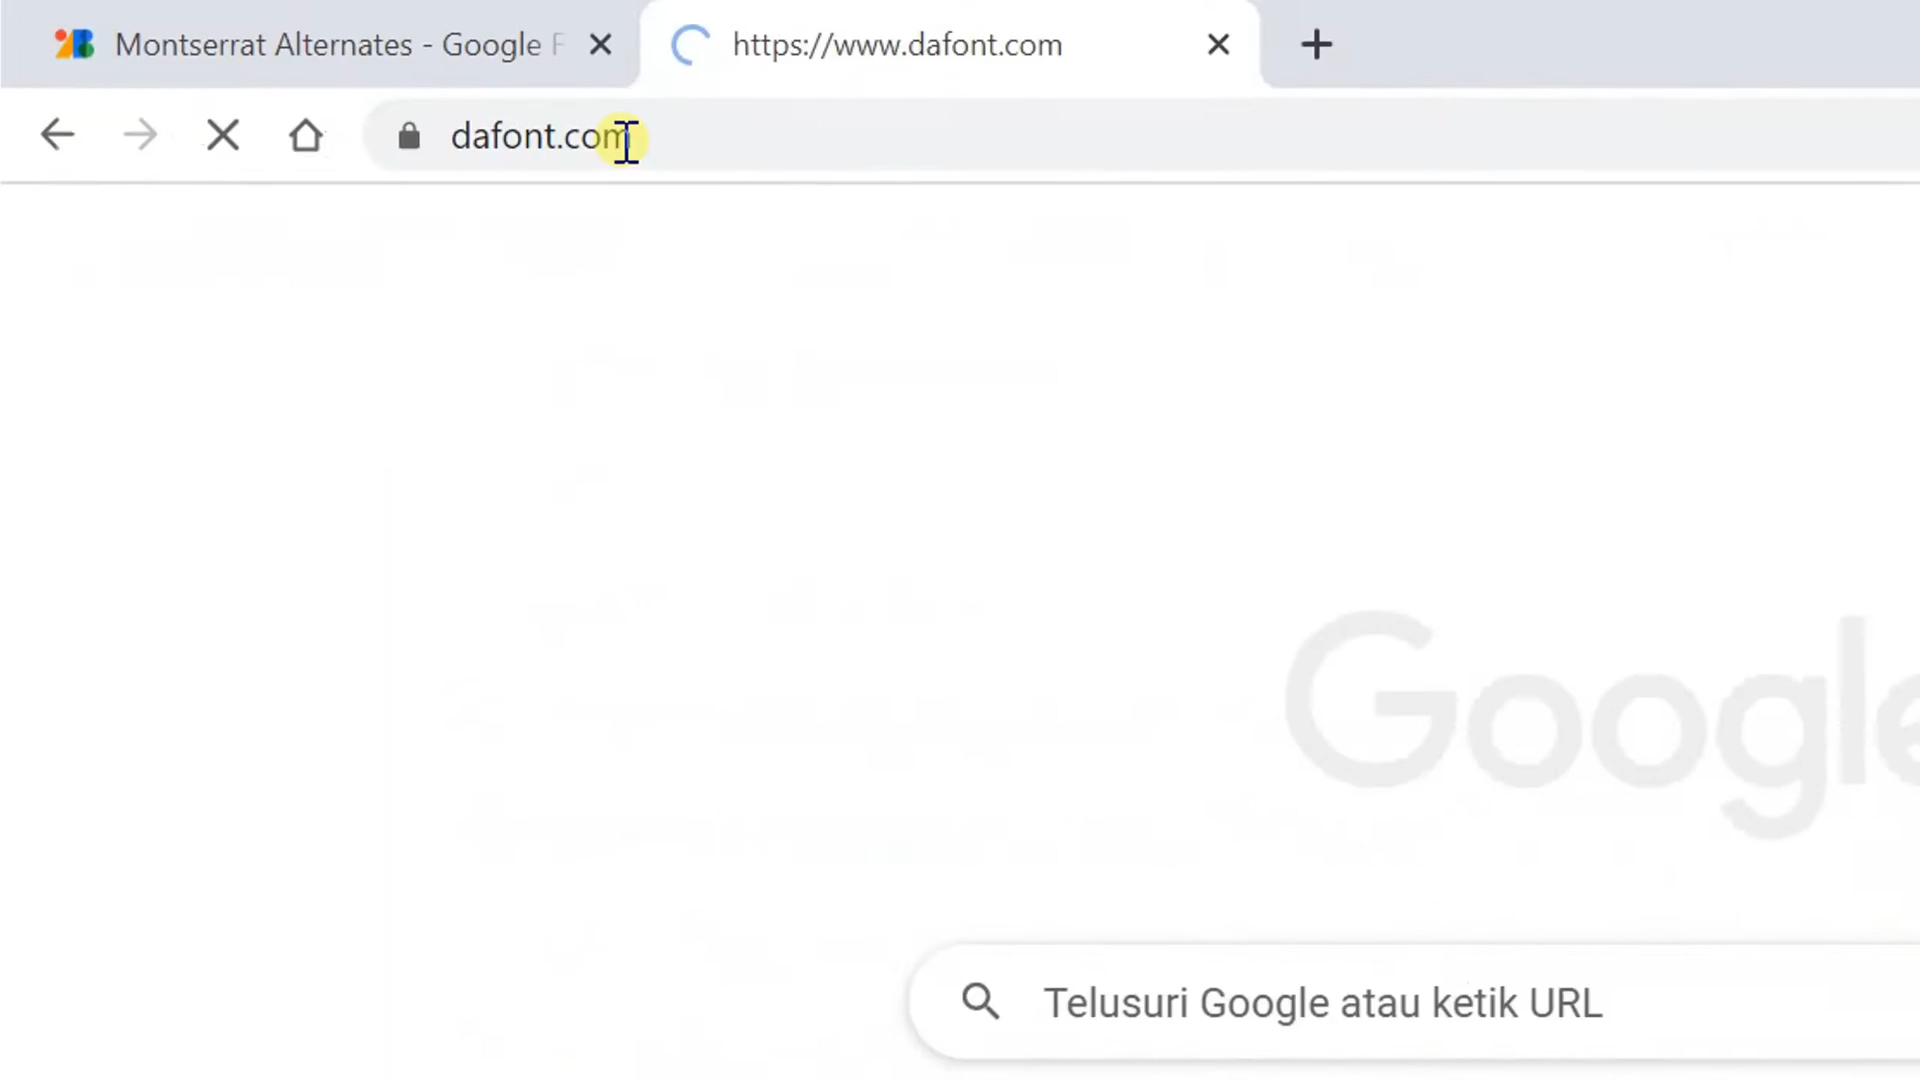 Montserrat Alternates - Google F
https://www.dafont.com
dafont.com
Google
Telusuri Google atau ketik URL